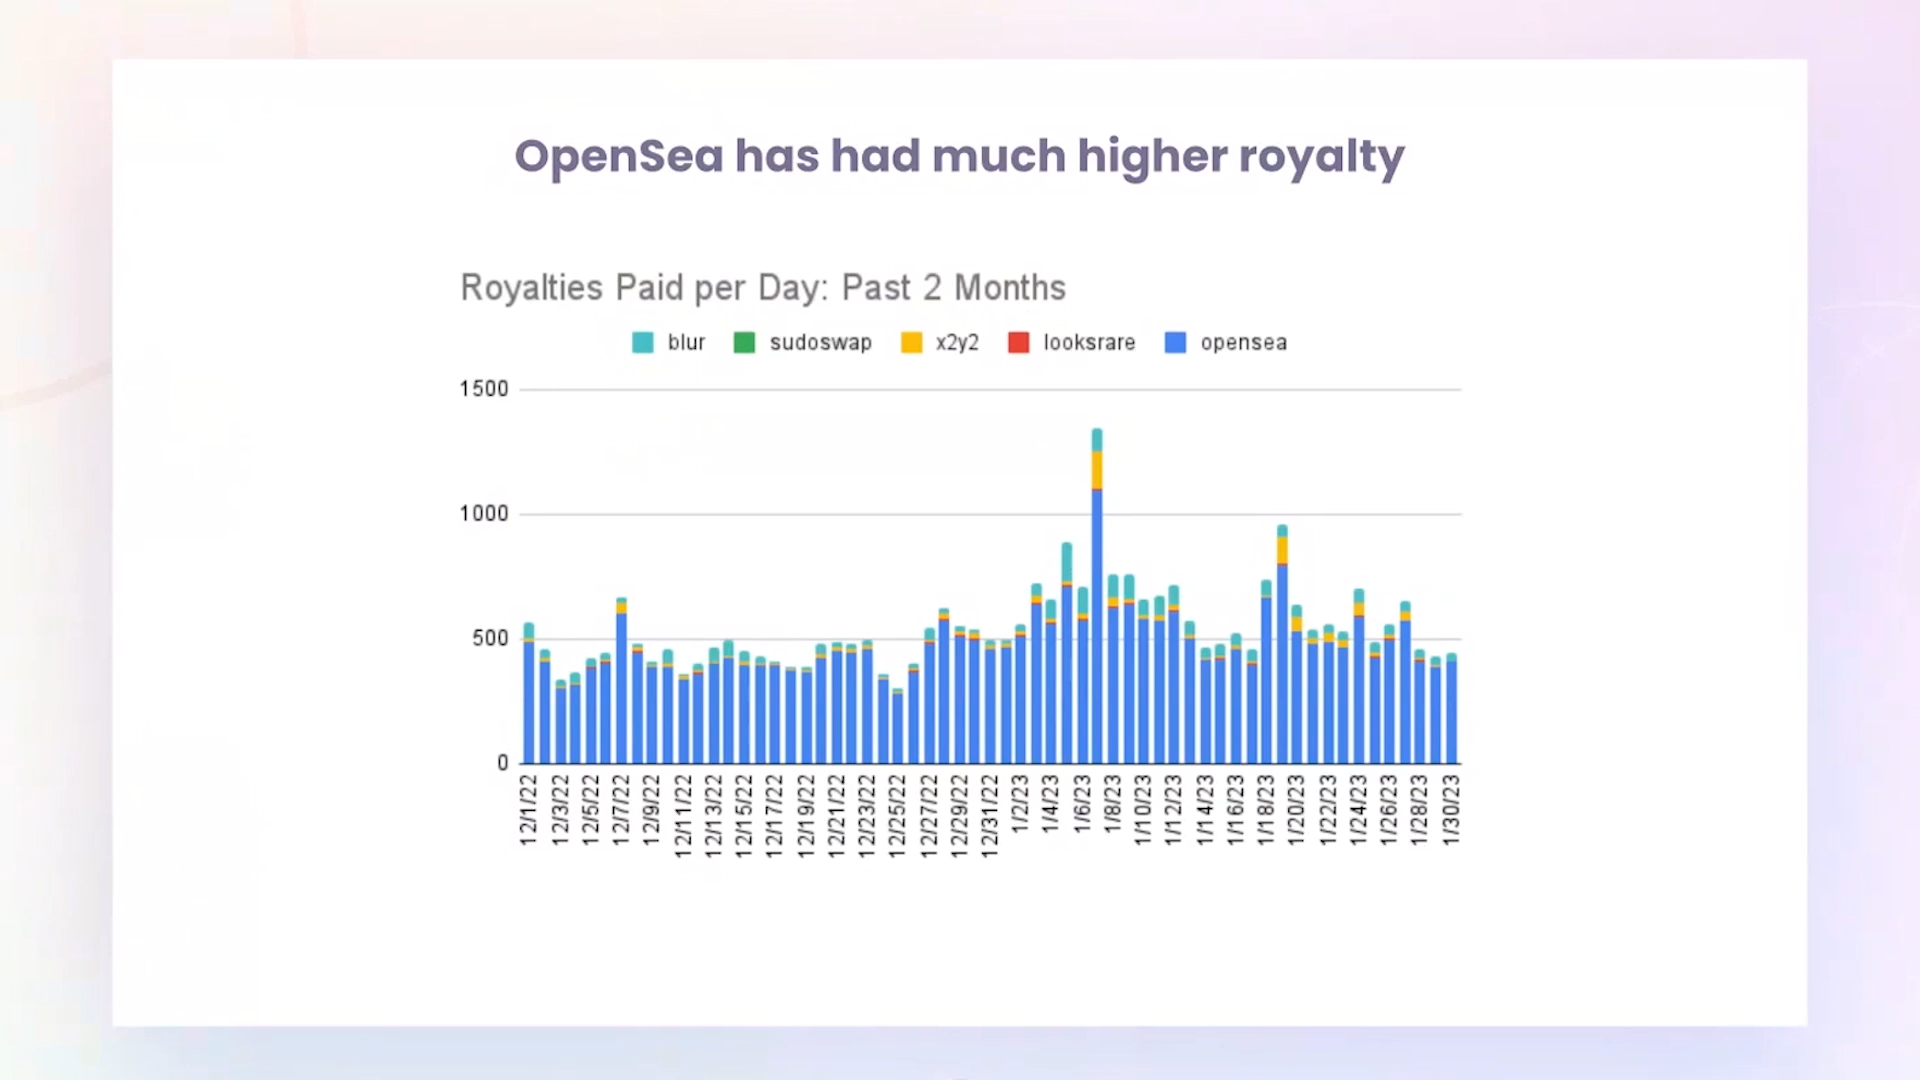 OpenSea has had much higher royalty
Royalties Paid per Day: Past 2 Months
blur sudoswap x2y2 looksrare opensea
1500
1000
500
0
12/1/22 12/3/22 12/5/22 12/7/22 12/9/22 12/11/22 12/13/22 12/15/22 12/17/22 12/19/22 12/21/22 12/23/22 12/25/22 12/27/22 12/29/22 12/31/22 1/2/23 1/4/23 1/6/23 1/8/23 1/10/23 1/12/23 1/14/23 1/16/23 1/18/23 1/20/23 1/22/23 1/24/23 1/26/23 1/28/23 1/30/23